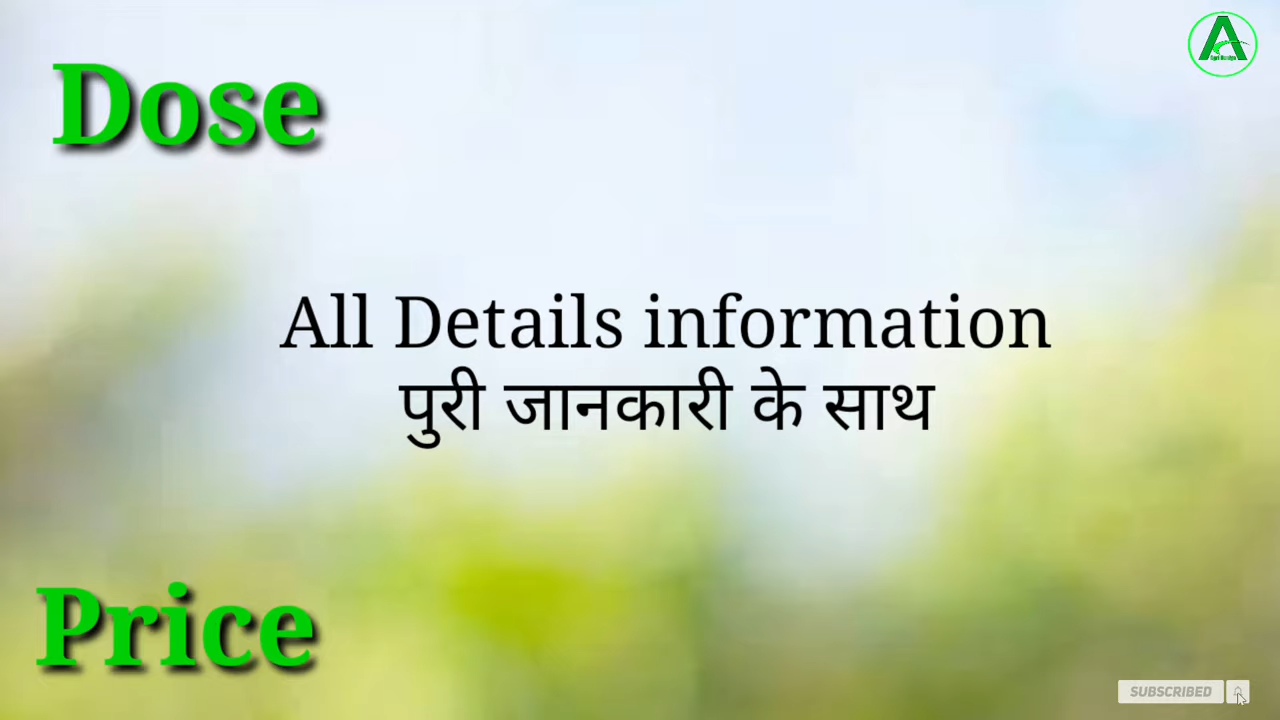 Dose
All Details information
पुरी जानकारी के साथ
Price
SUBSCRIBED